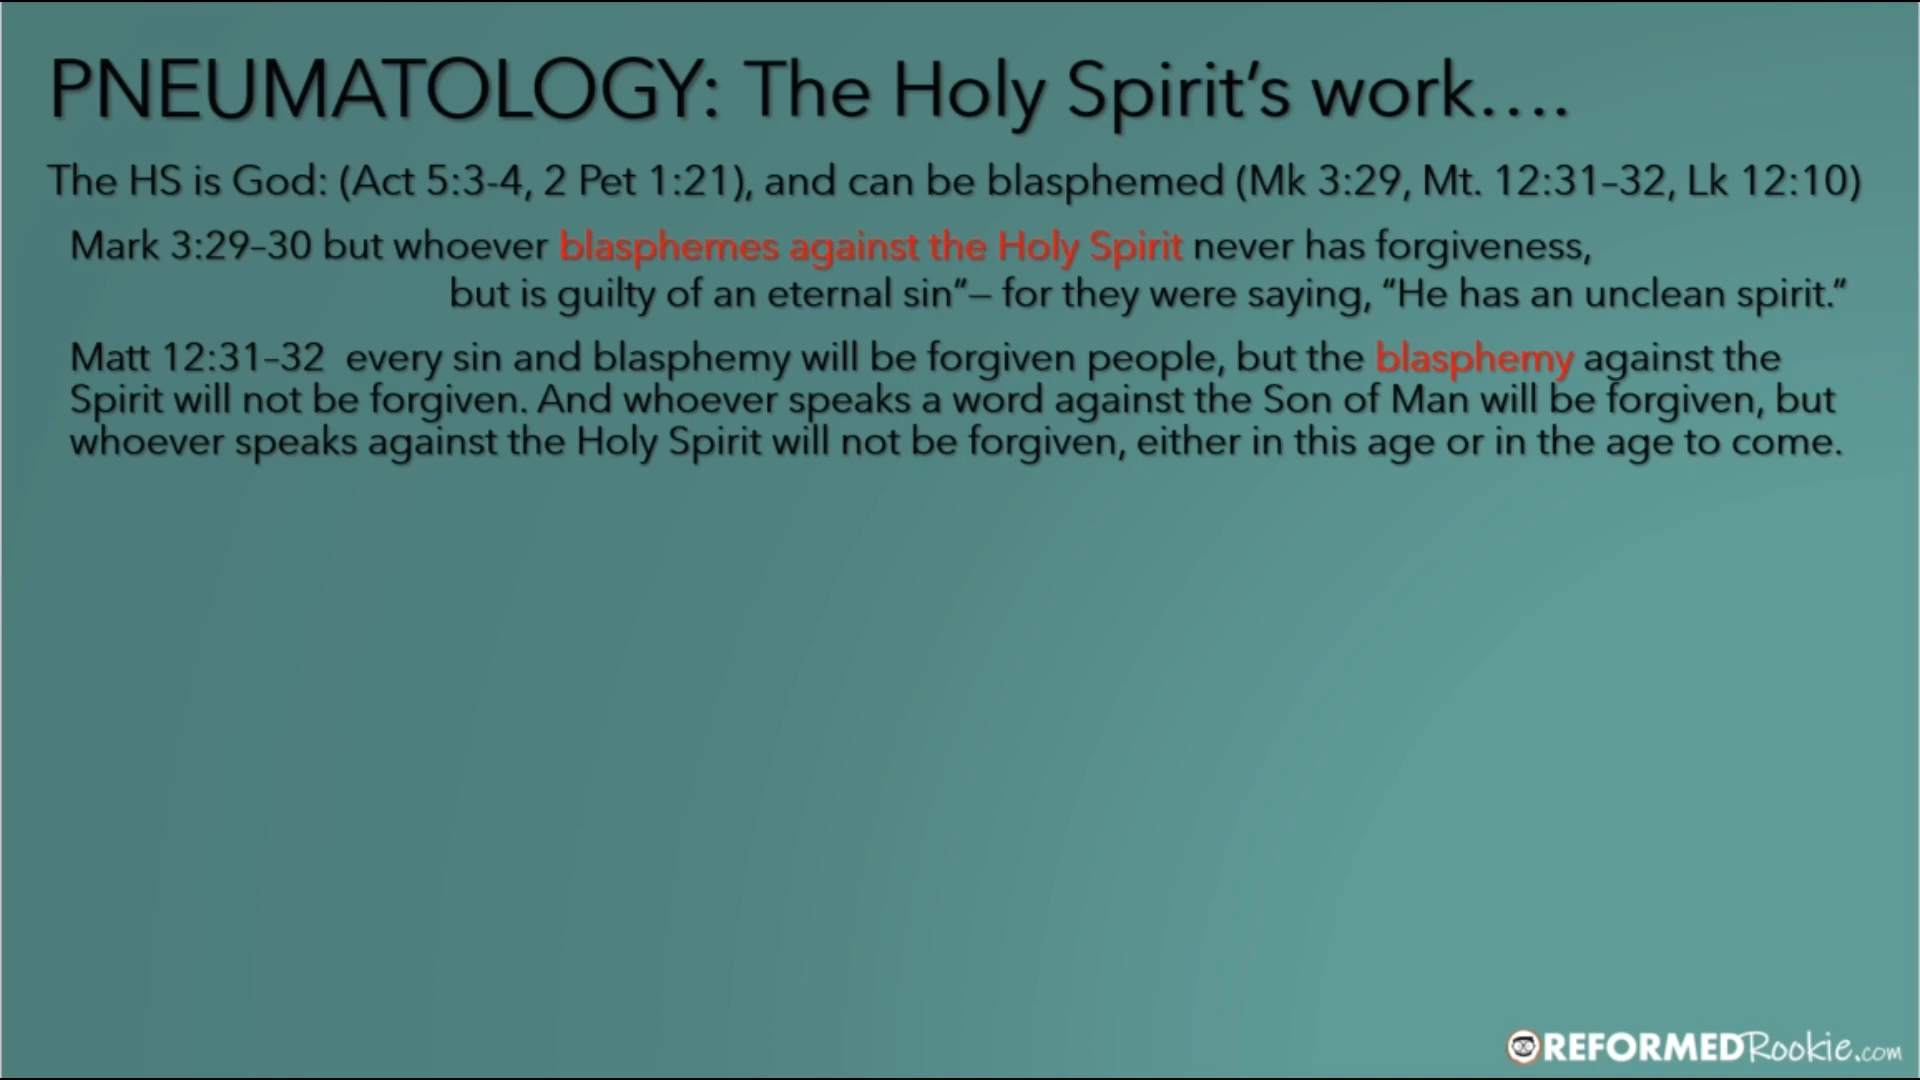 PNEUMATOLOGY: The Holy Spirit’s work….
The HS is God: (Act 5:3-4, 2 Pet 1:21), and can be blasphemed (Mk 3:29, Mt. 12:31–32, Lk 12:10)
Mark 3:29–30 but whoever blasphemes against the Holy Spirit never has forgiveness,
but is guilty of an eternal sin”— for they were saying, “He has an unclean spirit.”
Matt 12:31–32  every sin and blasphemy will be forgiven people, but the blasphemy against the
Spirit will not be forgiven. And whoever speaks a word against the Son of Man will be forgiven, but
whoever speaks against the Holy Spirit will not be forgiven, either in this age or in the age to come.
REFORMEDRookie.com